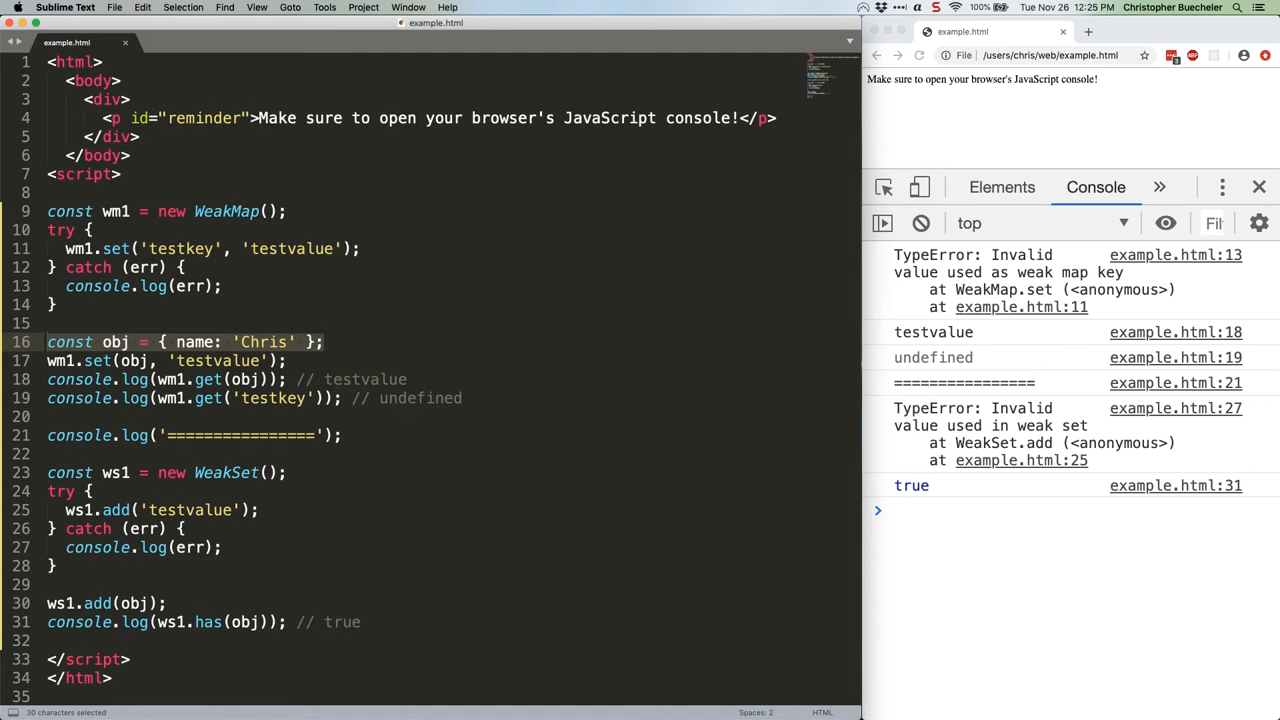 Sublime Text File Edit Selection Find View Goto Tools Project Window Help 100% Tue Nov 26 12:25 PM Christopher Buecheler
example.html
example.html
1 <html>
2 <body>
3 <div>
4 <p id="reminder">Make sure to open your browser's JavaScript console!</p>
5 </div>
6 </body>
7 <script>
8
9 const wm1 = new WeakMap();
10 try {
11 wm1.set('testkey', 'testvalue');
12 } catch (err) {
13 console.log(err);
14 }
15
16 const obj = { name: 'Chris' };
17 wm1.set(obj, 'testvalue');
18 console.log(wm1.get(obj)); // testvalue
19 console.log(wm1.get('testkey')); // undefined
20
21 console.log('================');
22
23 const ws1 = new WeakSet();
24 try {
25 ws1.add('testvalue');
26 } catch (err) {
27 console.log(err);
28 }
29
30 ws1.add(obj);
31 console.log(ws1.has(obj)); // true
32
33 </script>
34 </html>
35
30 characters selected Spaces: 2 HTML
example.html
File /users/chris/web/example.html 3 ABP
Make sure to open your browser's JavaScript console!
Elements Console
top Fil
TypeError: Invalid example.html:13
value used as weak map key
at WeakMap.set (<anonymous>)
at example.html:11
testvalue example.html:18
undefined example.html:19
================ example.html:21
TypeError: Invalid example.html:27
value used in weak set
at WeakSet.add (<anonymous>)
at example.html:25
true example.html:31